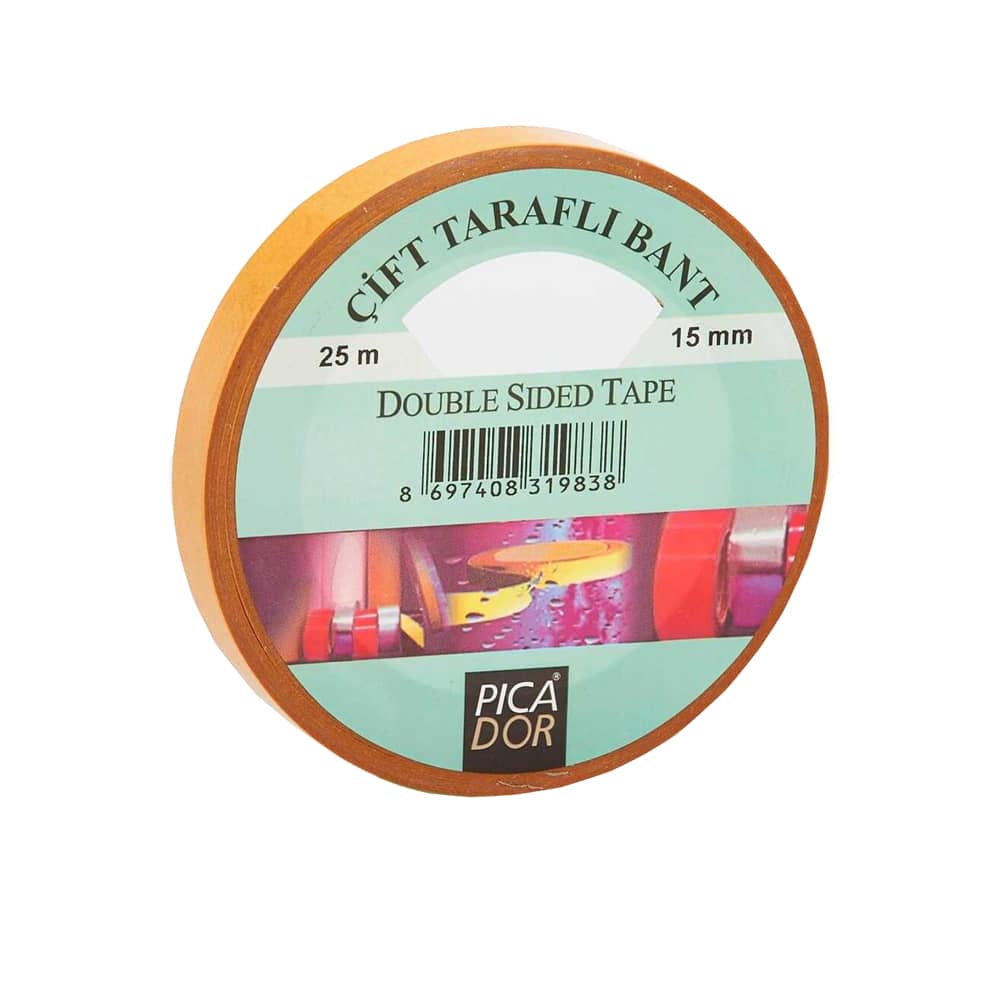 ÇİFT TARAFLI BANT
25 m
15 mm
DOUBLE SIDED TAPE
8 697408 319838
PICA®
DOR